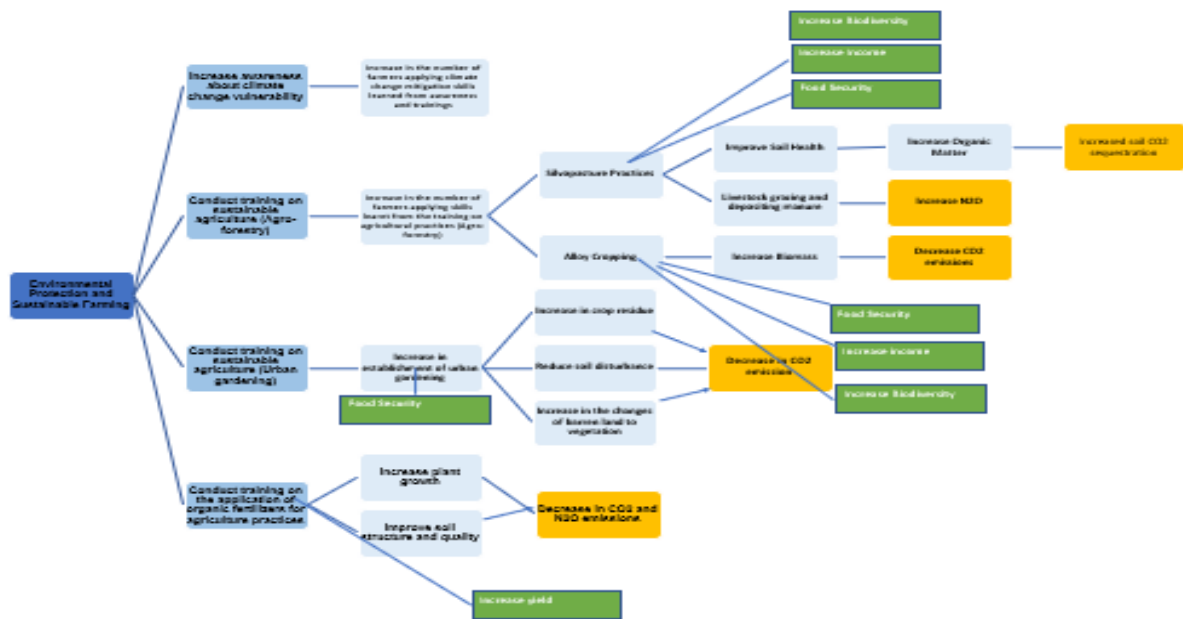 Increase Biodiversity
Increase Income
Food Security
Increase awareness
about climate
change vulnerability
Increase in the number of
farmers applying climate
change mitigation skills
learned from awareness
and trainings
Improve Soil Health
Increase Organic
Matter
Increased soil CO2
sequestration
Silvopasture Practices
Conduct training on
sustainable
agriculture (Agro-
forestry)
Increase in the number of
farmers applying skills
learnt from the training on
agricultural practices (Agro-
forestry)
Livestock grazing and
depositing manure
Increase N2O
Alloy Cropping
Increase Biomass
Decrease CO2
emissions
Environmental
Protection and
Sustainable Farming
Food Security
Increase in crop residue
Increase Income
Conduct training on
sustainable
agriculture (Urban
gardening)
Increase in
establishment of urban
gardening
Reduce soil disturbance
Decrease in CO2
emission
Increase Biodiversity
Food Security
Increase in the changes
of barren land to
vegetation
Increase plant
growth
Conduct training on
the application of
organic fertilizers for
agriculture practices
Decrease in CO2 and
N2O emissions
Improve soil
structure and quality
Increase yield